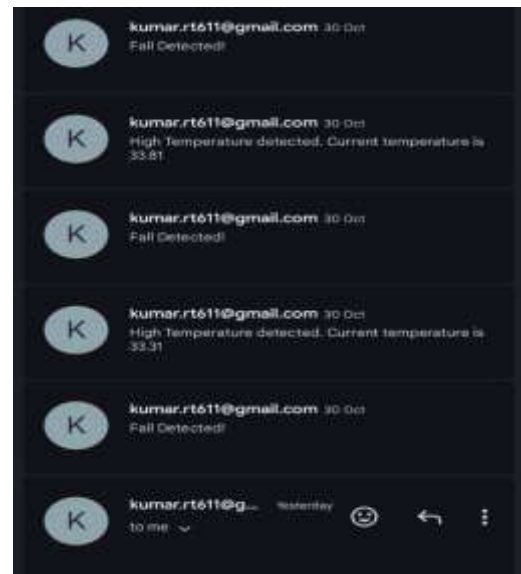 K
kumar.rt611@gmail.com 30 Oct
Fall Detected!
K
kumar.rt611@gmail.com 30 Oct
High Temperature detected. Current temperature is
33.81
K
kumar.rt611@gmail.com 30 Oct
Fall Detected!
K
kumar.rt611@gmail.com 30 Oct
High Temperature detected. Current temperature is
33.31
K
kumar.rt611@gmail.com 30 Oct
Fall Detected!
K
kumar.rt611@g... Yesterday
to me